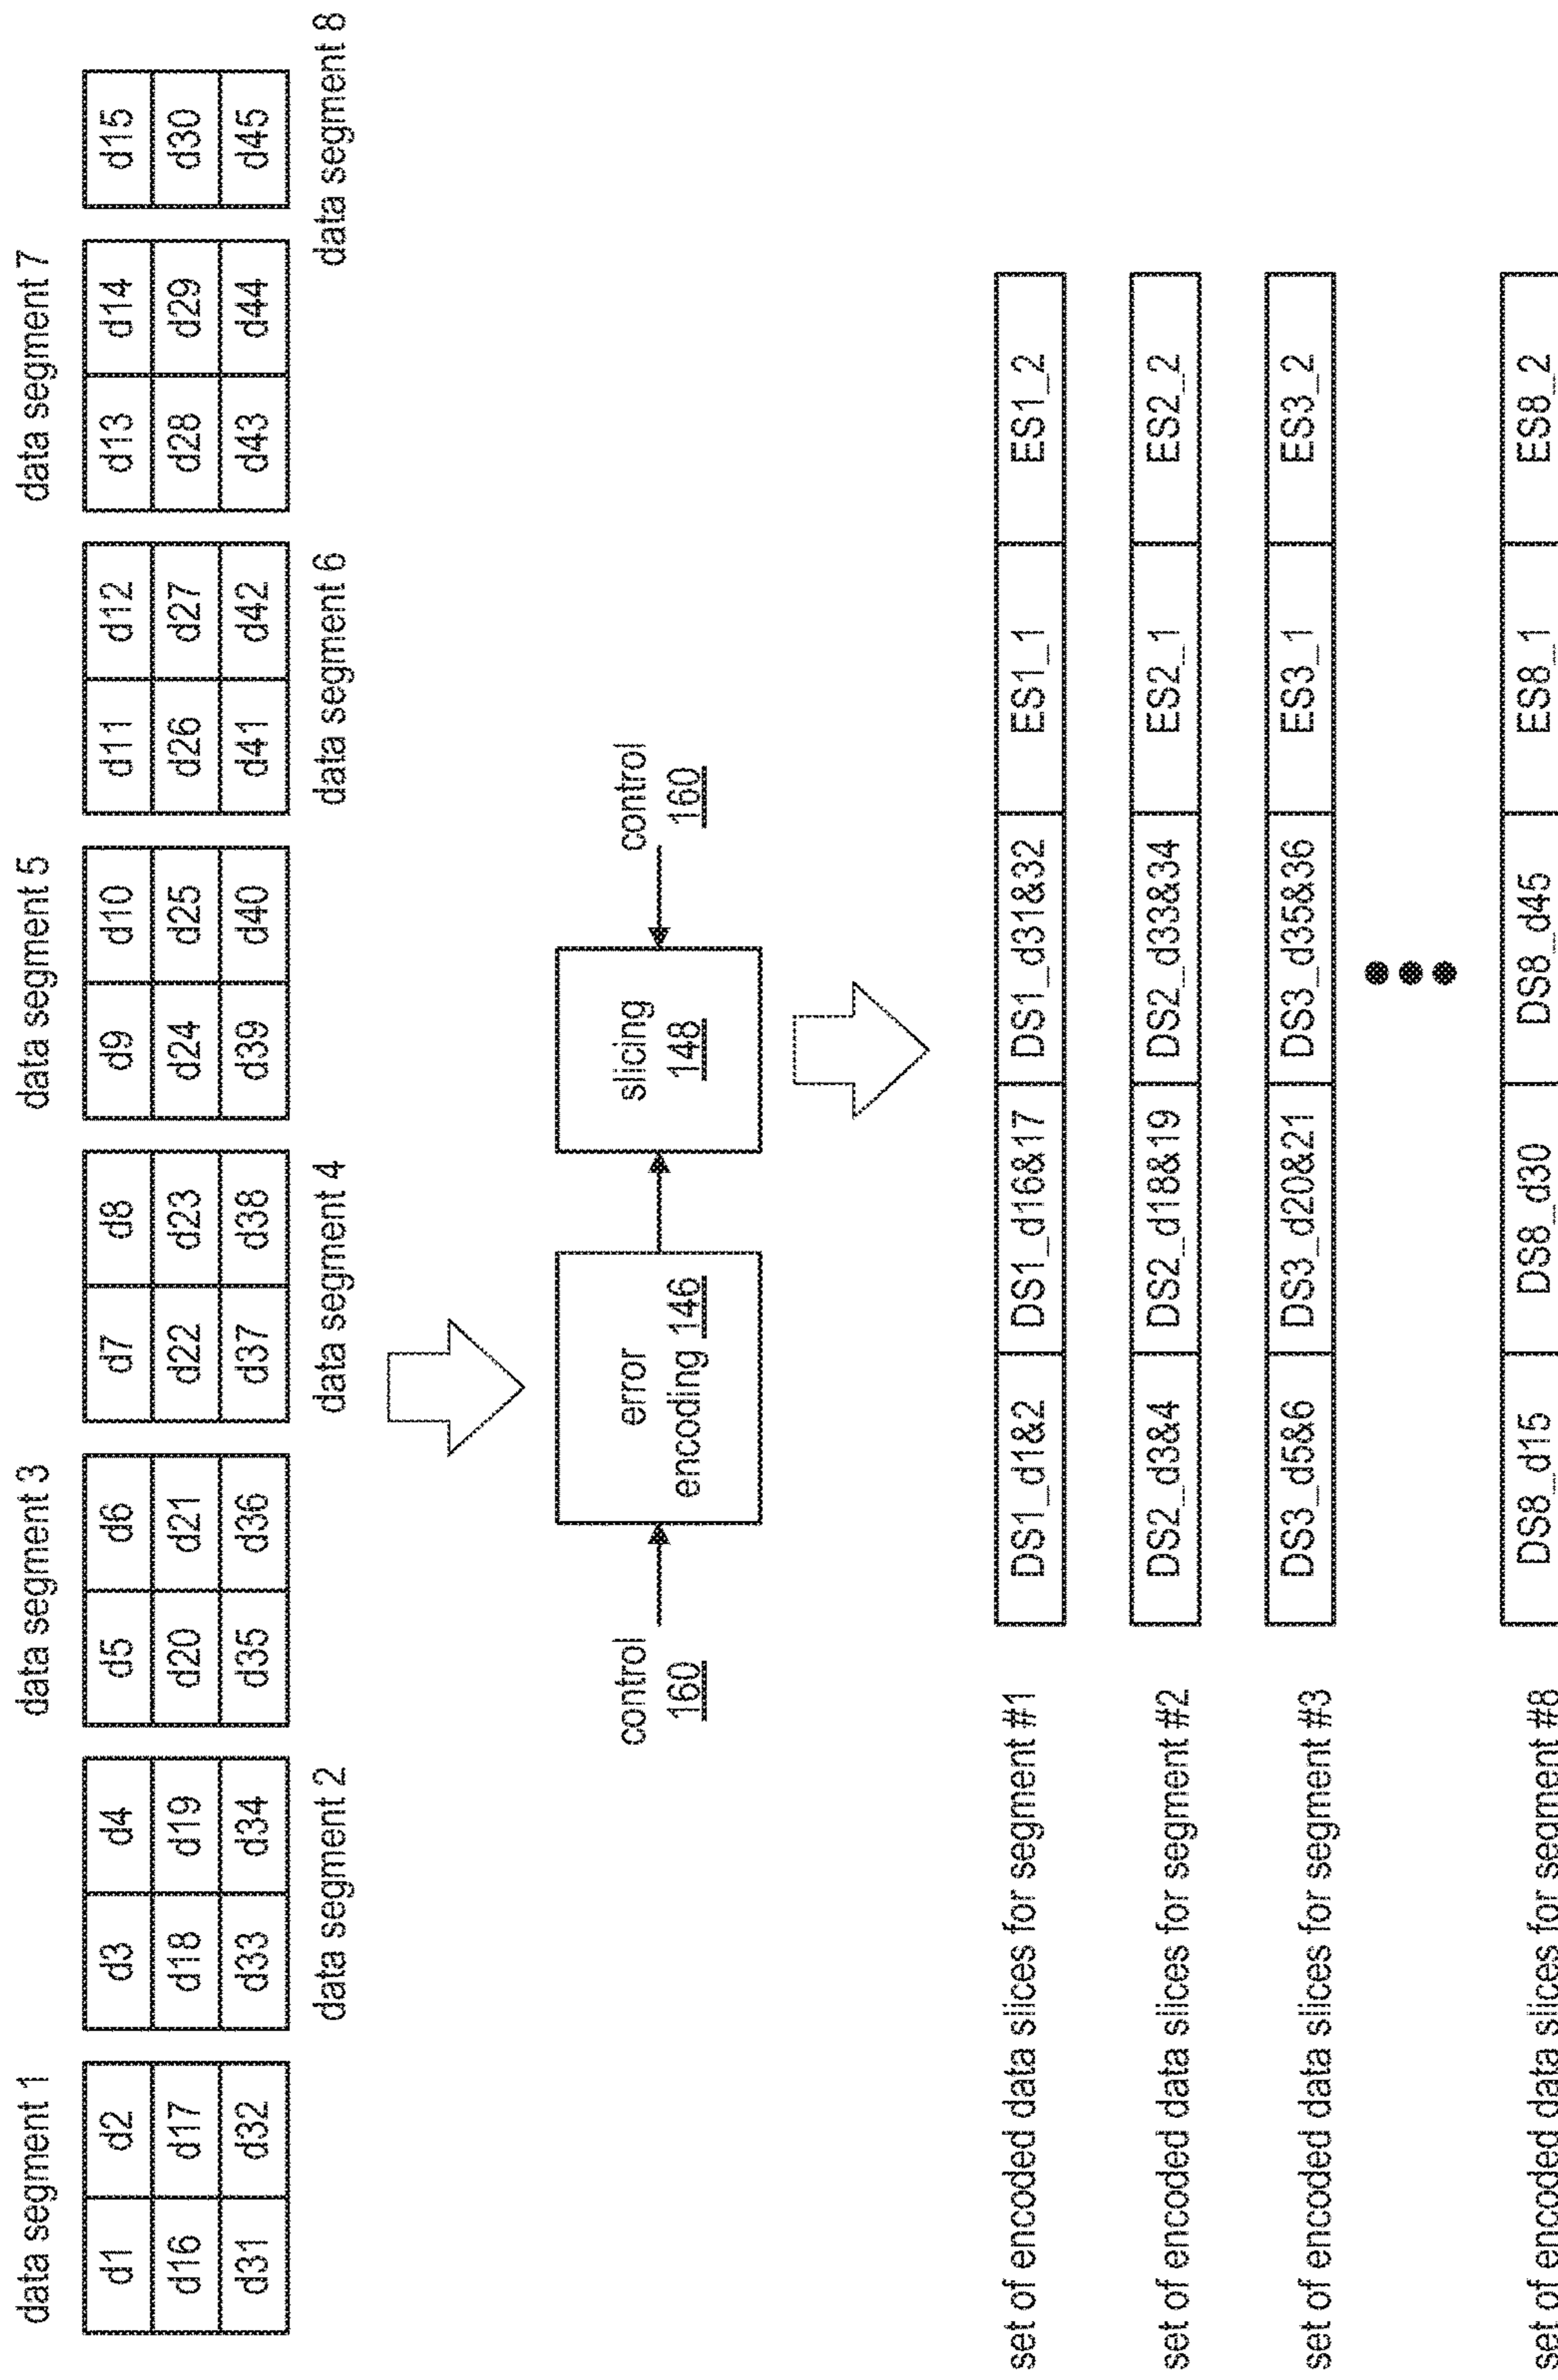 data segment 1
data segment 3
data segment 5
data segment 7
d1 d2 d3 d4 d5 d6 d7 d8 d9 d10 d11 d12 d13 d14 d15
d16 d17 d18 d19 d20 d21 d22 d23 d24 d25 d26 d27 d28 d29 d30
d31 d32 d33 d34 d35 d36 d37 d38 d39 d40 d41 d42 d43 d44 d45
data segment 2
data segment 4
data segment 6
data segment 8
control
160
error
encoding 146
slicing
148
control
160
set of encoded data slices for segment #1
DS1_d1&2 DS1_d16&17 DS1_d31&32 ES1_1 ES1_2
set of encoded data slices for segment #2
DS2_d3&4 DS2_d18&19 DS2_d33&34 ES2_1 ES2_2
set of encoded data slices for segment #3
DS3_d5&6 DS3_d20&21 DS3_d35&36 ES3_1 ES3_2
set of encoded data slices for segment #8
DS8_d15 DS8_d30 DS8_d45 ES8_1 ES8_2